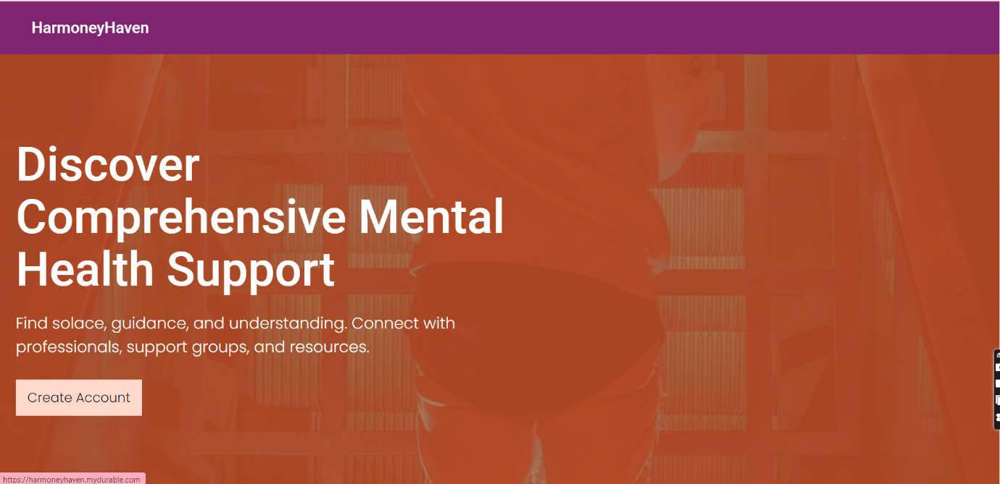 HarmoneyHaven
Discover
Comprehensive Mental
Health Support
Find solace, guidance, and understanding. Connect with
professionals, support groups, and resources.
Create Account
https://harmoneyhaven.mydurable.com